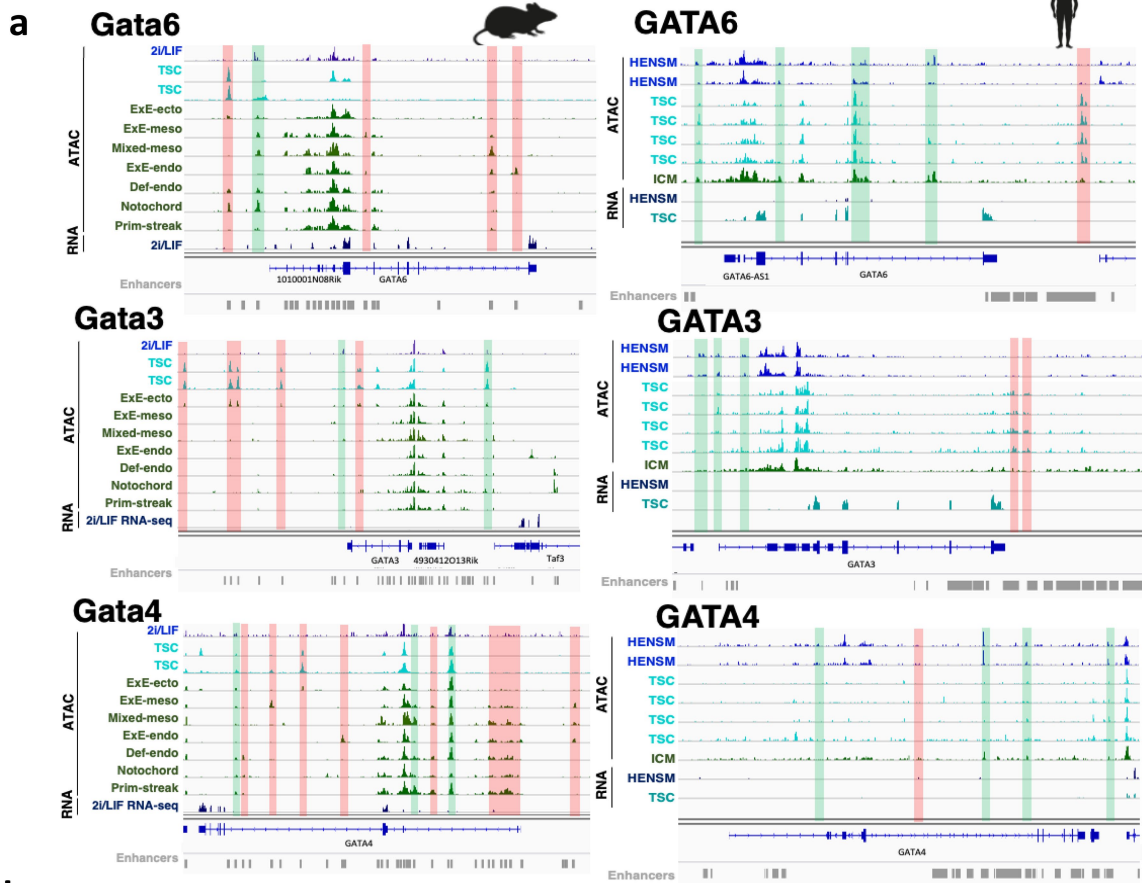 a
Gata6
2i/LIF
TSC
TSC
ExE-ecto
ExE-meso
Mixed-meso
ExE-endo
Def-endo
Notochord
Prim-streak
2i/LIF
ATAC
RNA
1010001N08Rik
GATA6
Enhancers
GATA6
HENSM
HENSM
TSC
TSC
TSC
TSC
ICM
HENSM
TSC
ATAC
RNA
GATA6-AS1
GATA6
Enhancers
Gata3
2i/LIF
TSC
TSC
ExE-ecto
ExE-meso
Mixed-meso
ExE-endo
Def-endo
Notochord
Prim-streak
2i/LIF RNA-seq
ATAC
RNA
GATA3
4930412O13Rik
Taf3
Enhancers
GATA3
HENSM
HENSM
TSC
TSC
TSC
TSC
ICM
HENSM
TSC
ATAC
RNA
GATA3
Enhancers
Gata4
2i/LIF
TSC
TSC
ExE-ecto
ExE-meso
Mixed-meso
ExE-endo
Def-endo
Notochord
Prim-streak
2i/LIF RNA-seq
ATAC
RNA
GATA4
Enhancers
GATA4
HENSM
HENSM
TSC
TSC
TSC
TSC
ICM
HENSM
TSC
ATAC
RNA
GATA4
Enhancers